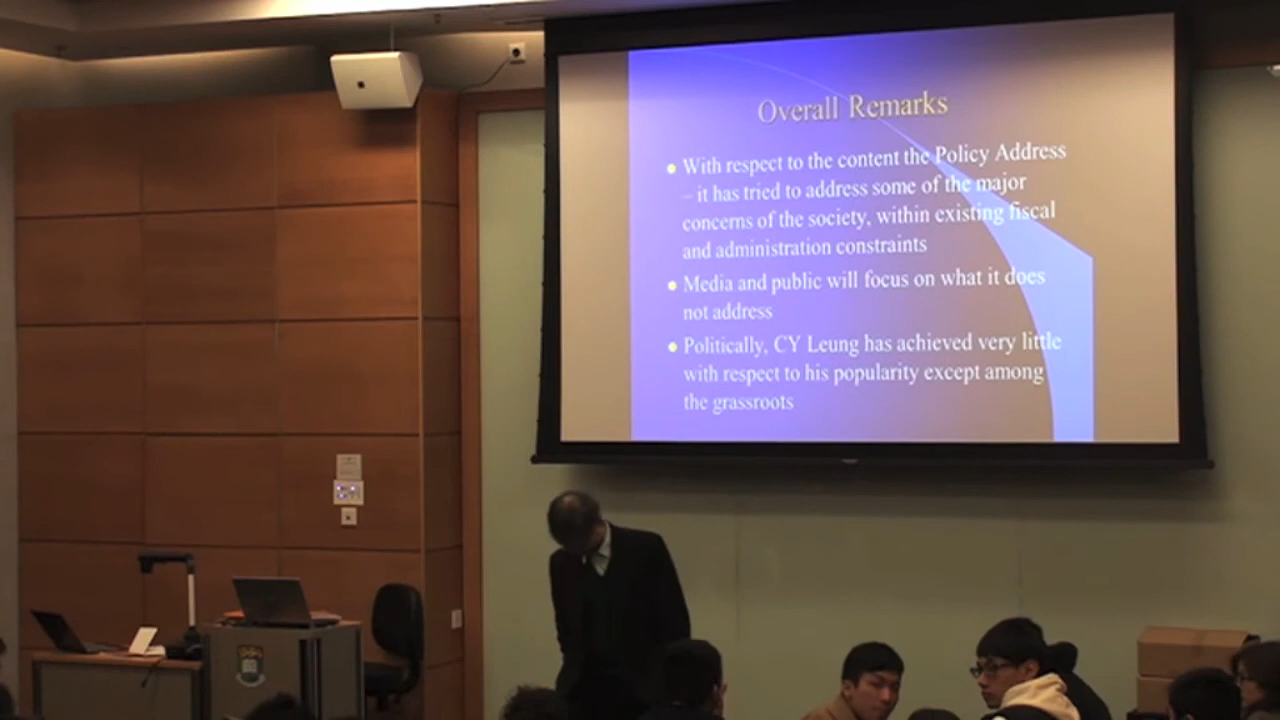 Overall Remarks
With respect to the content the Policy Address
– it has tried to address some of the major
concerns of the society, within existing fiscal
and administration constraints
Media and public will focus on what it does
not address
Politically, CY Leung has achieved very little
with respect to his popularity except among
the grassroots